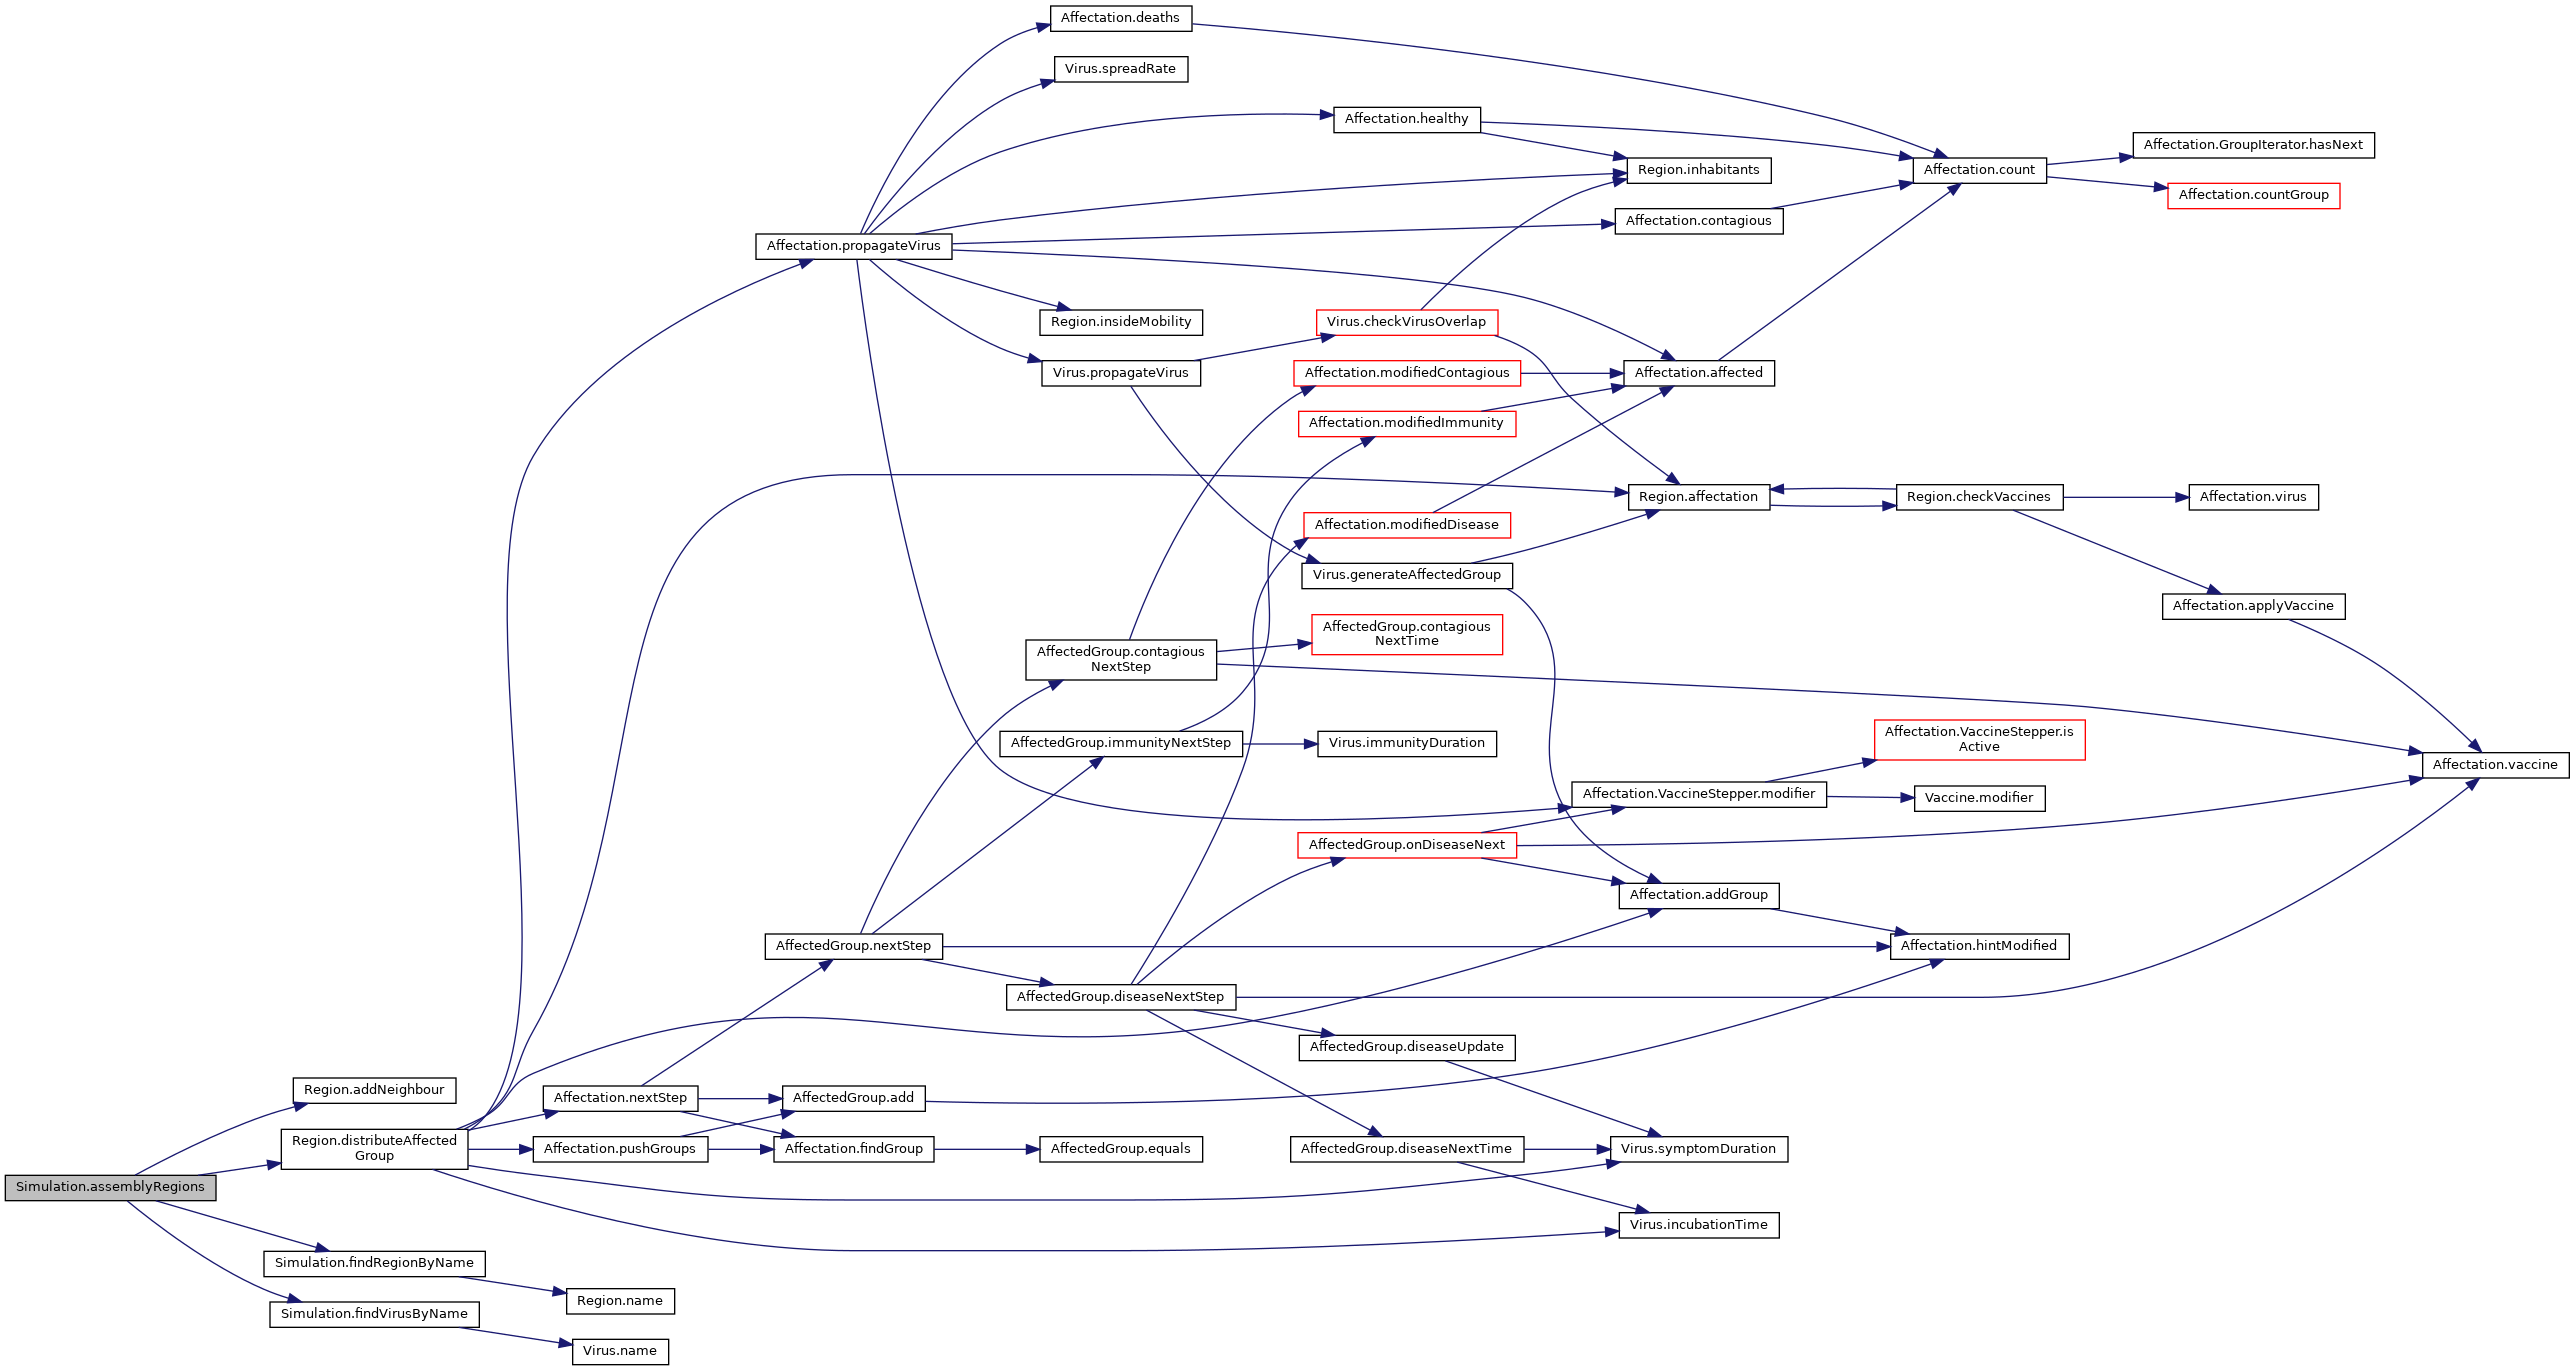 Affectation.deaths
Virus.spreadRate
Affectation.healthy
Affectation.GroupIterator.hasNext
Region.inhabitants
Affectation.count
Affectation.countGroup
Affectation.contagious
Affectation.propagateVirus
Region.insideMobility
Virus.checkVirusOverlap
Virus.propagateVirus
Affectation.modifiedContagious
Affectation.affected
Affectation.modifiedImmunity
Region.affectation
Region.checkVaccines
Affectation.virus
Affectation.modifiedDisease
Virus.generateAffectedGroup
Affectation.applyVaccine
AffectedGroup.contagious
NextTime
AffectedGroup.contagious
NextStep
AffectedGroup.immunityNextStep
Virus.immunityDuration
Affectation.VaccineStepper.is
Active
Affectation.vaccine
Affectation.VaccineStepper.modifier
Vaccine.modifier
AffectedGroup.onDiseaseNext
Affectation.addGroup
AffectedGroup.nextStep
Affectation.hintModified
AffectedGroup.diseaseNextStep
AffectedGroup.diseaseUpdate
Region.addNeighbour
Affectation.nextStep
AffectedGroup.add
Region.distributeAffected
Group
Affectation.pushGroups
Affectation.findGroup
AffectedGroup.equals
AffectedGroup.diseaseNextTime
Virus.symptomDuration
Simulation.assemblyRegions
Virus.incubationTime
Simulation.findRegionByName
Region.name
Simulation.findVirusByName
Virus.name